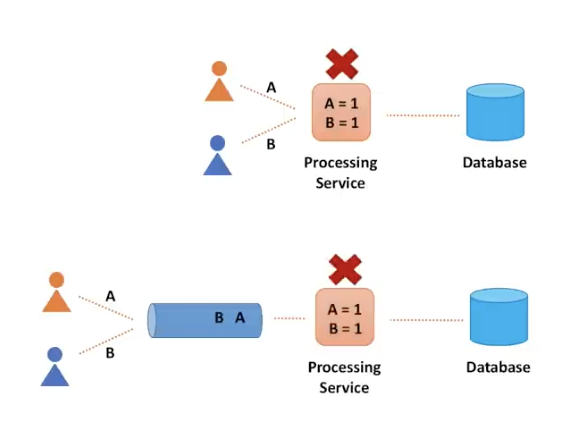 A
B
A = 1
B = 1
Processing
Service
Database
A
B
B A
A = 1
B = 1
Processing
Service
Database